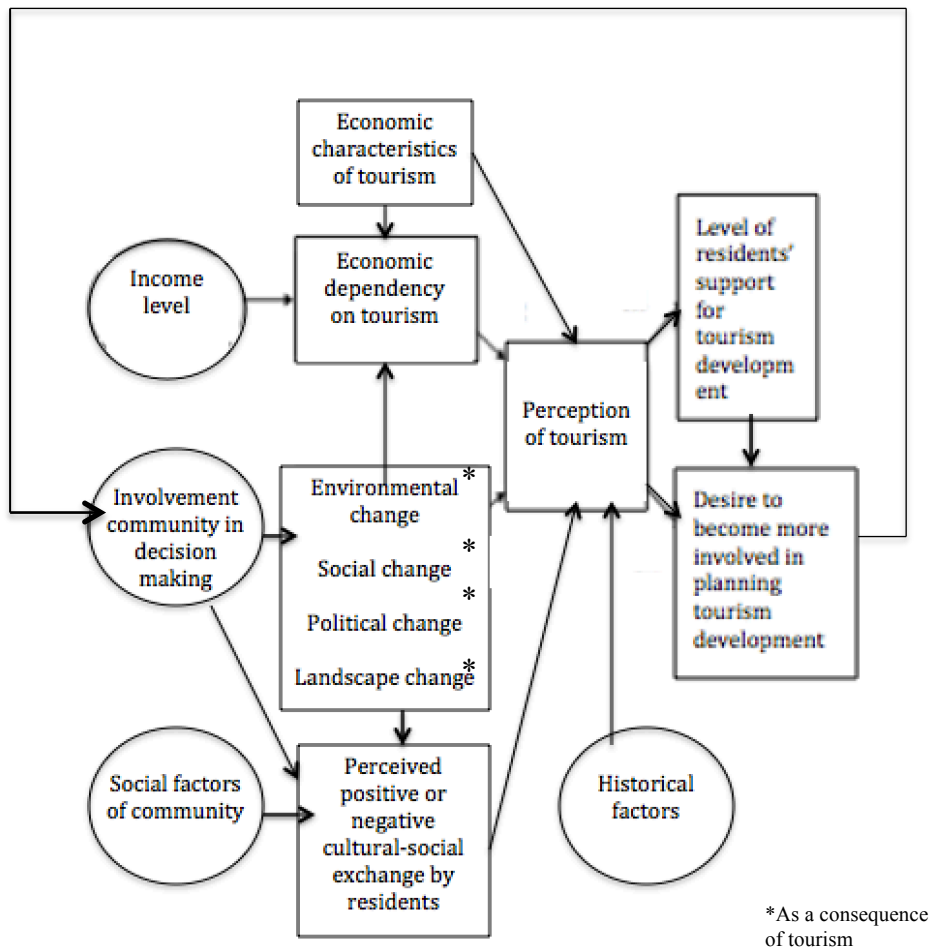 Economic
characteristics
of tourism
Income
level
Economic
dependency
on tourism
Level of
residents'
support
for
tourism
developm
ent
Perception
of tourism
Involvement
community in
decision
making
Environmental *
change
Social change *
Political change *
Landscape change *
Desire to
become more
involved in
planning
tourism
development
Social factors
of community
Perceived
positive or
negative
cultural-social
exchange by
residents
Historical
factors
*As a consequence
of tourism